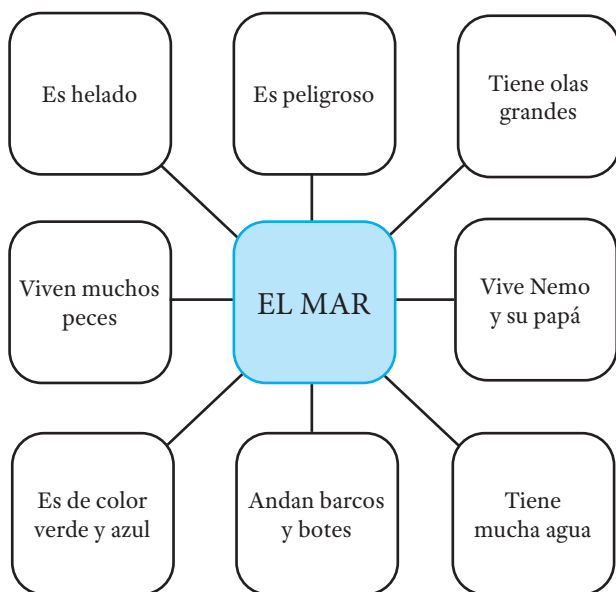 Es helado
Es peligroso
Tiene olas
grandes
Viven muchos
peces
EL MAR
Vive Nemo
y su papá
Es de color
verde y azul
Andan barcos
y botes
Tiene
mucha agua